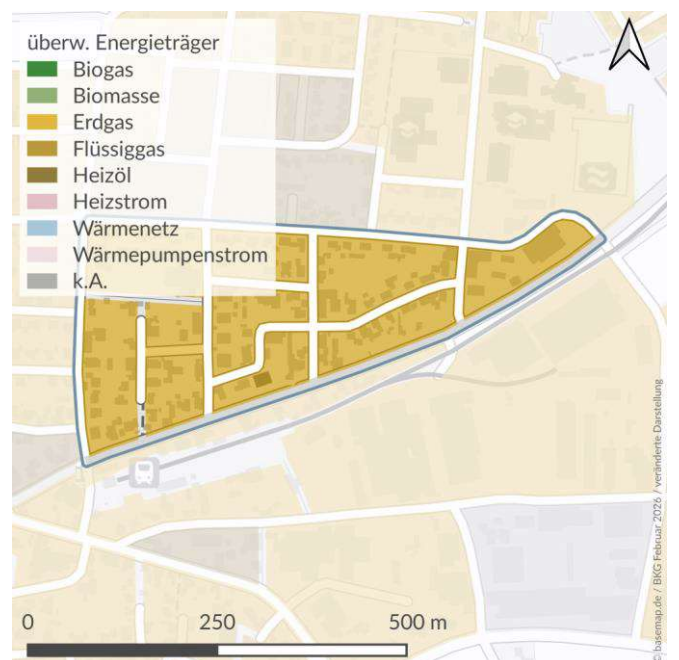 überw. Energieträger
Biogas
Biomasse
Erdgas
Flüssiggas
Heizöl
Heizstrom
Wärmenetz
Wärmepumpenstrom
k.A.
© basemap.de / BKG Februar 2026 / veränderte Darstellung
0 250 500 m